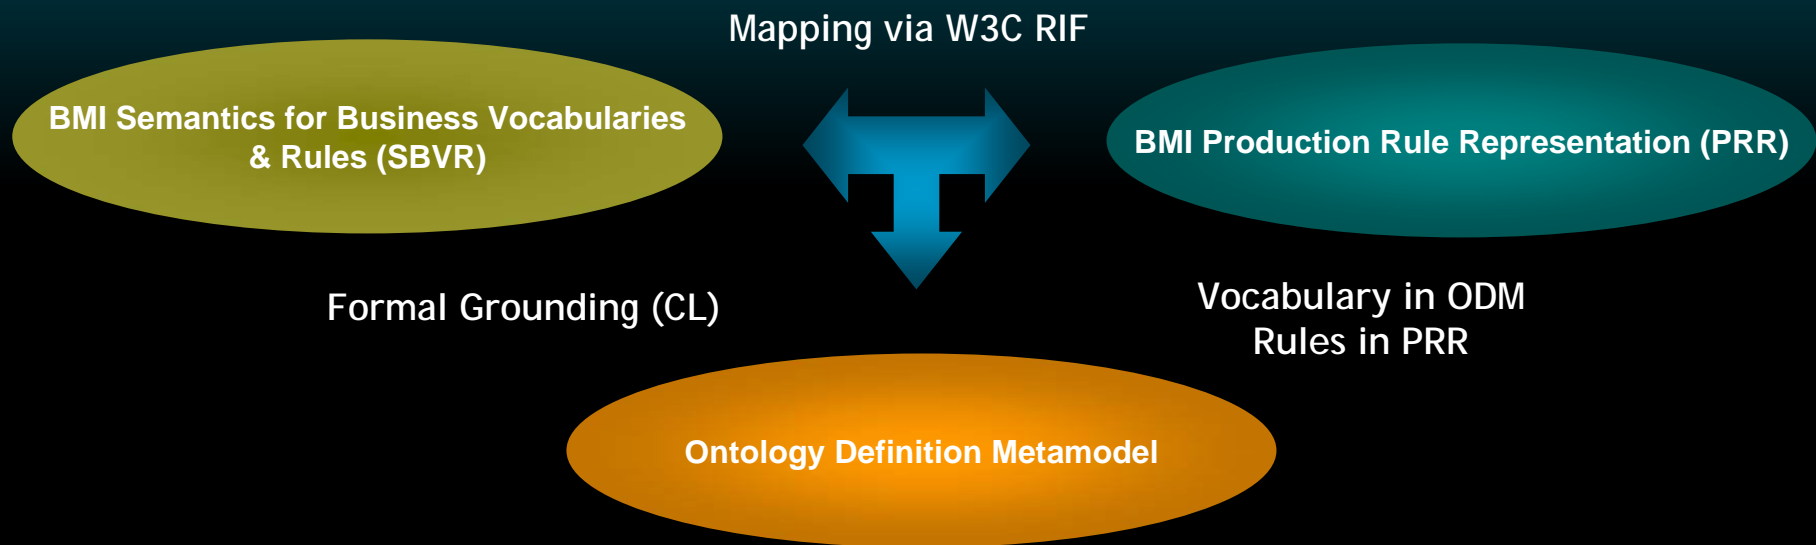 Mapping via W3C RIF
BMI Semantics for Business Vocabularies
& Rules (SBVR)
BMI Production Rule Representation (PRR)
Formal Grounding (CL)
Vocabulary in ODM
Rules in PRR
Ontology Definition Metamodel